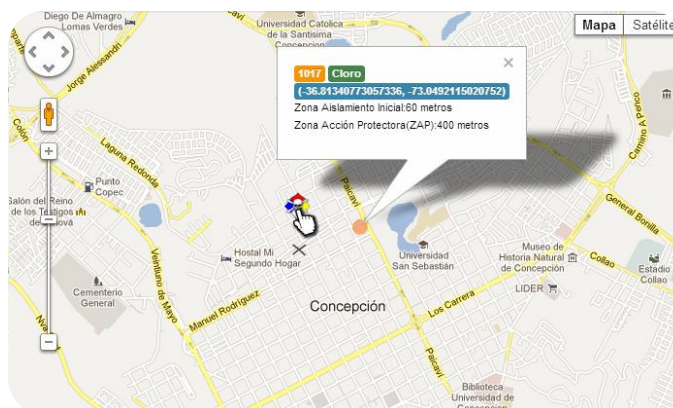 Diego De Almagro
Lomas Verdes
Universidad Catolica
de la Santisima
Concepcion
Mapa
Satélite
Jorge Alessandri
1017 Cloro
(-36.81340773057336, -73.0492115020752)
Zona Aislamiento Inicial:60 metros
Zona Acción Protectora(ZAP):400 metros
Camino A Penco
Colón
Laguna Redonda
Punto
Copec
Salón del Reino
de los Testigos
de Jehová
Paicaví
General Bonilla
Hostal Mi
Segundo Hogar
Universidad
San Sebastián
Museo de
Historia Natural
de Concepción
Collao
Estadio
Collao
Veintiuno de Mayo
Cementerio
General
LIDER
Manuel Rodríguez
Concepción
Los Carrera
Paicaví
Biblioteca
Universidad de
Concepcion